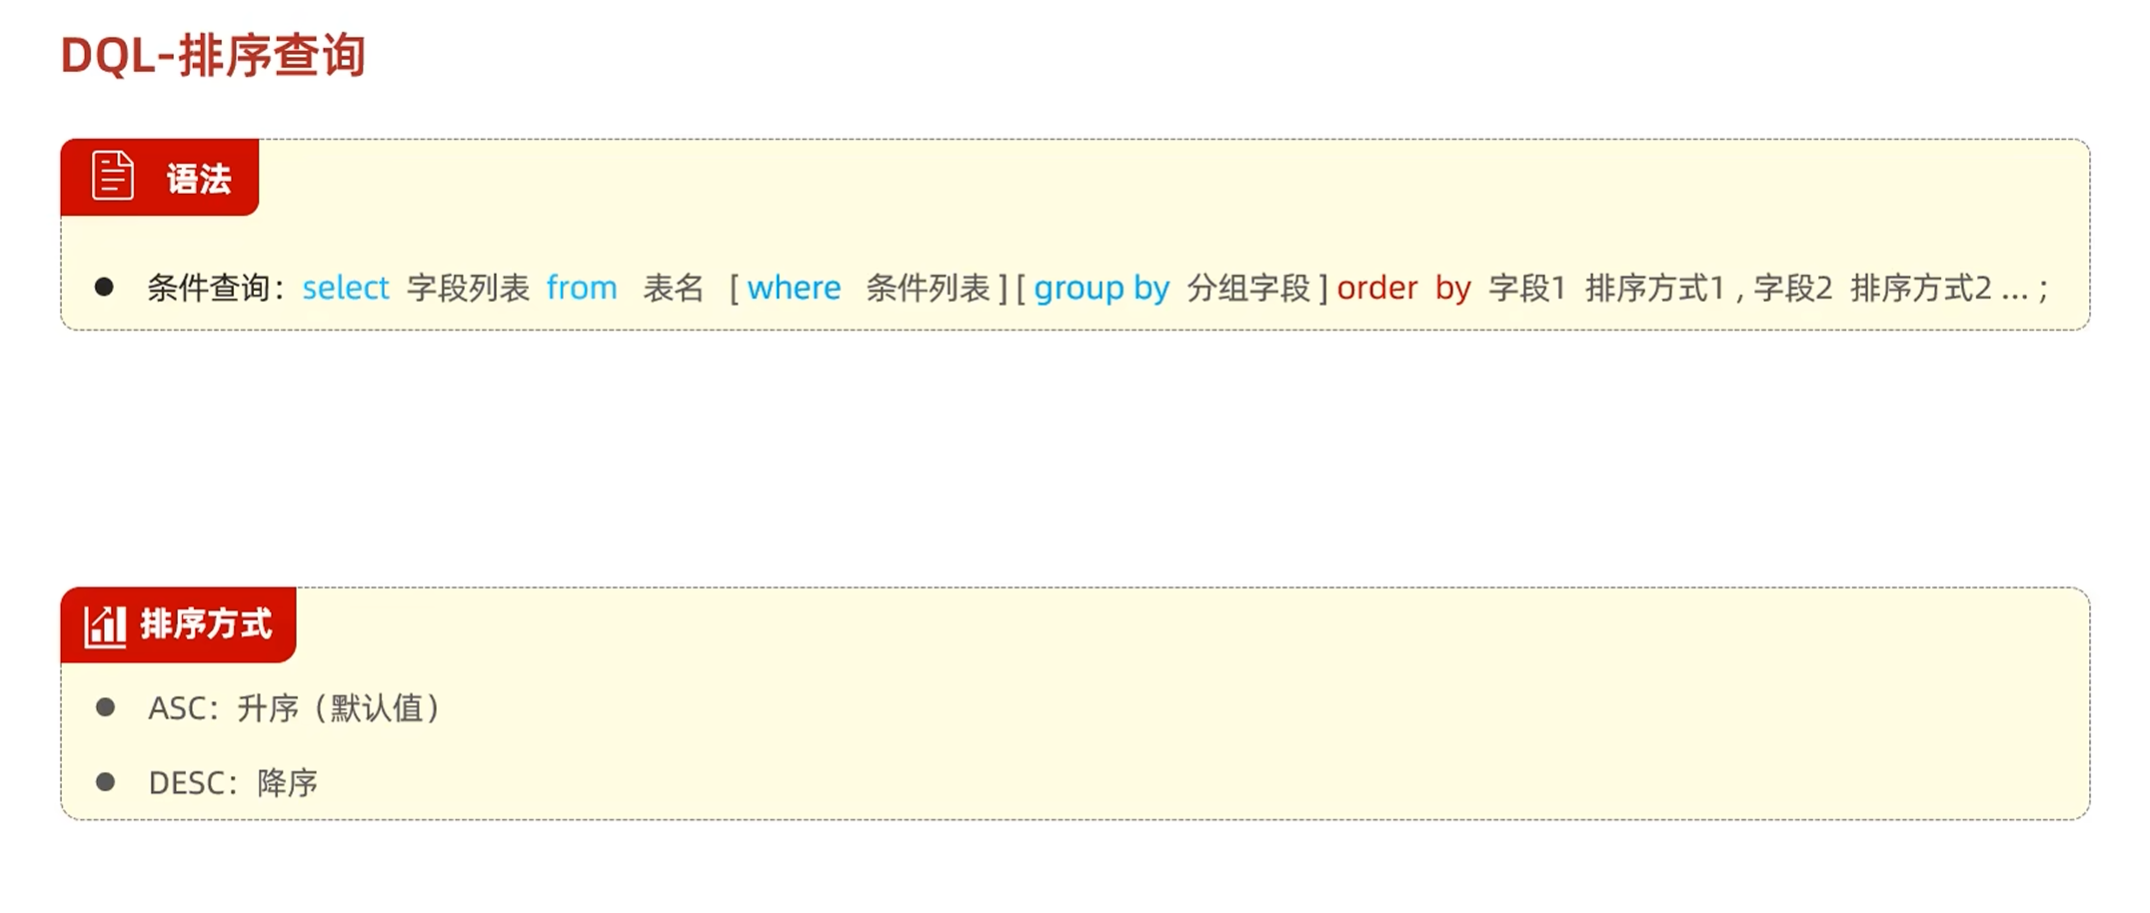 DQL-排序查询
语法
● 条件查询：select 字段列表 from 表名 [ where 条件列表 ] [ group by 分组字段 ] order by 字段1 排序方式1 , 字段2 排序方式2 ... ;
排序方式
● ASC：升序（默认值）
● DESC：降序